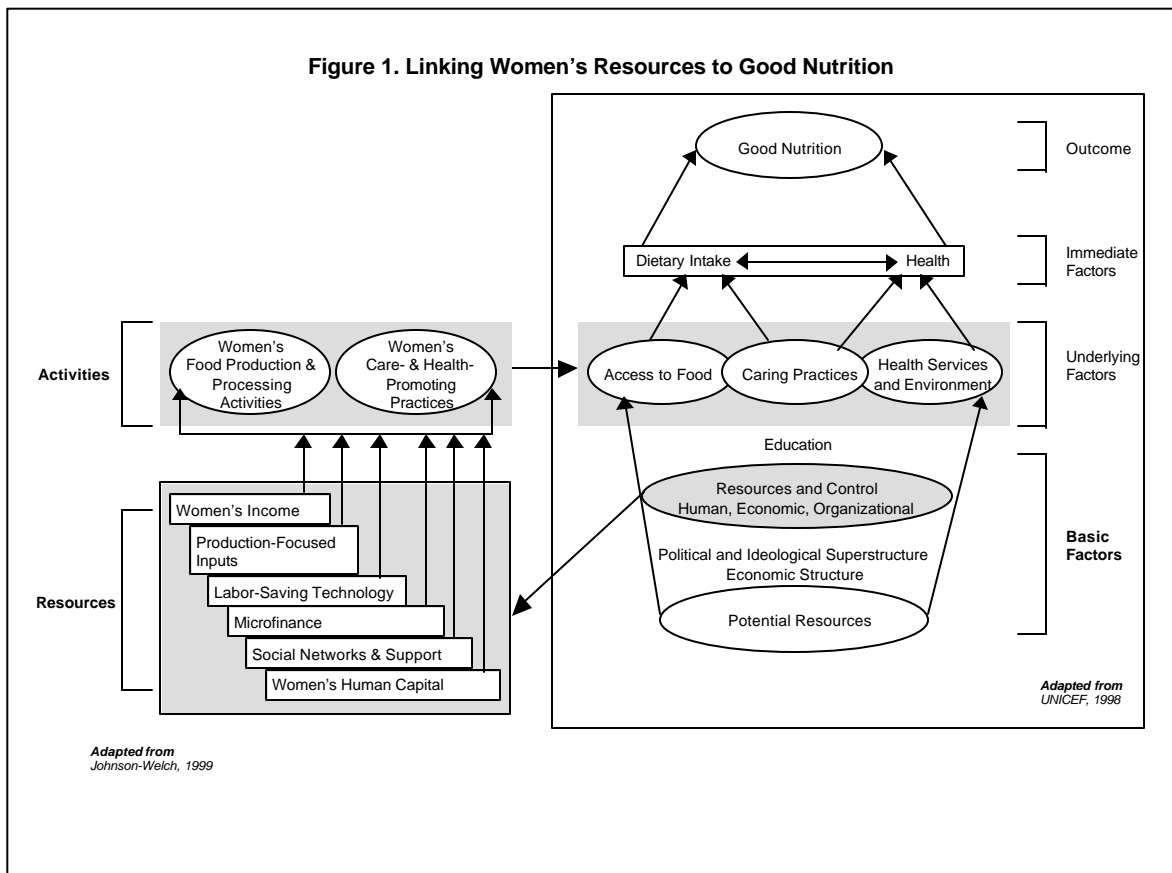 Figure 1. Linking Women's Resources to Good Nutrition
Good Nutrition
Outcome
Dietary Intake
Health
Immediate
Factors
Activities
Women's
Food Production &
Processing
Activities
Women's
Care- & Health-
Promoting
Practices
Access to Food
Caring Practices
Health Services
and Environment
Underlying
Factors
Education
Resources and Control
Human, Economic, Organizational
Political and Ideological Superstructure
Economic Structure
Potential Resources
Basic
Factors
Resources
Women's Income
Production-Focused
Inputs
Labor-Saving Technology
Microfinance
Social Networks & Support
Women's Human Capital
Adapted from
UNICEF, 1998
Adapted from
Johnson-Welch, 1999